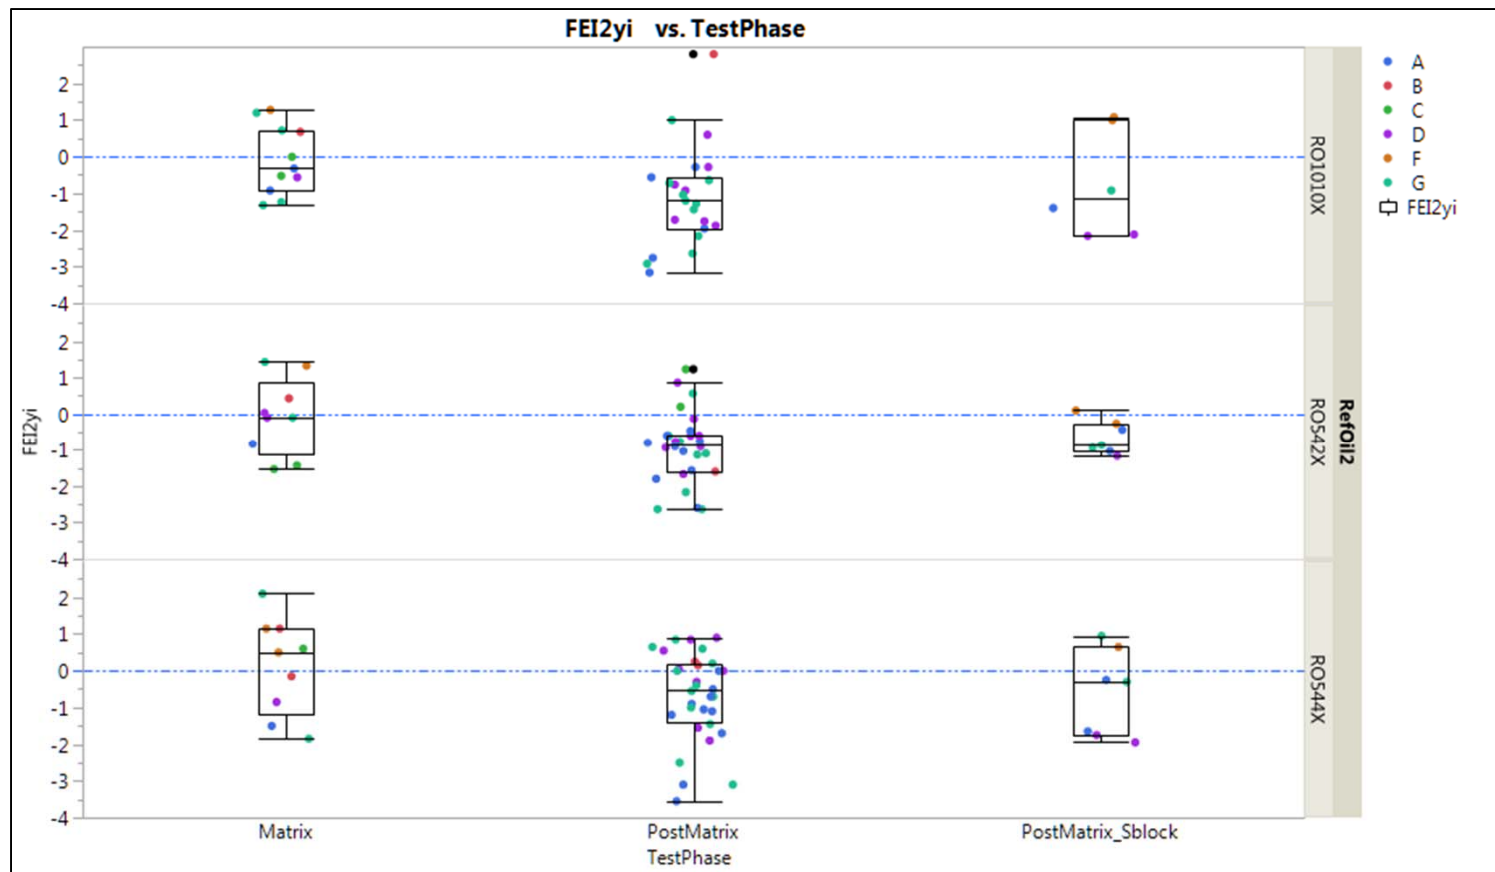 FEI2yi vs. TestPhase
A
B
C
D
F
G
FEI2yi
2
1
0
-1
-2
-3
-4
RO1010X
2
1
0
-1
-2
-3
-4
RO542X
2
1
0
-1
-2
-3
-4
RO544X
FEI2yi
RefOil2
Matrix
PostMatrix
PostMatrix_Sblock
TestPhase